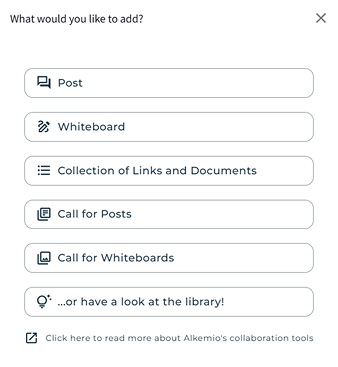 What would you like to add?
Post
Whiteboard
Collection of Links and Documents
Call for Posts
Call for Whiteboards
...or have a look at the library!
Click here to read more about Alkemio's collaboration tools